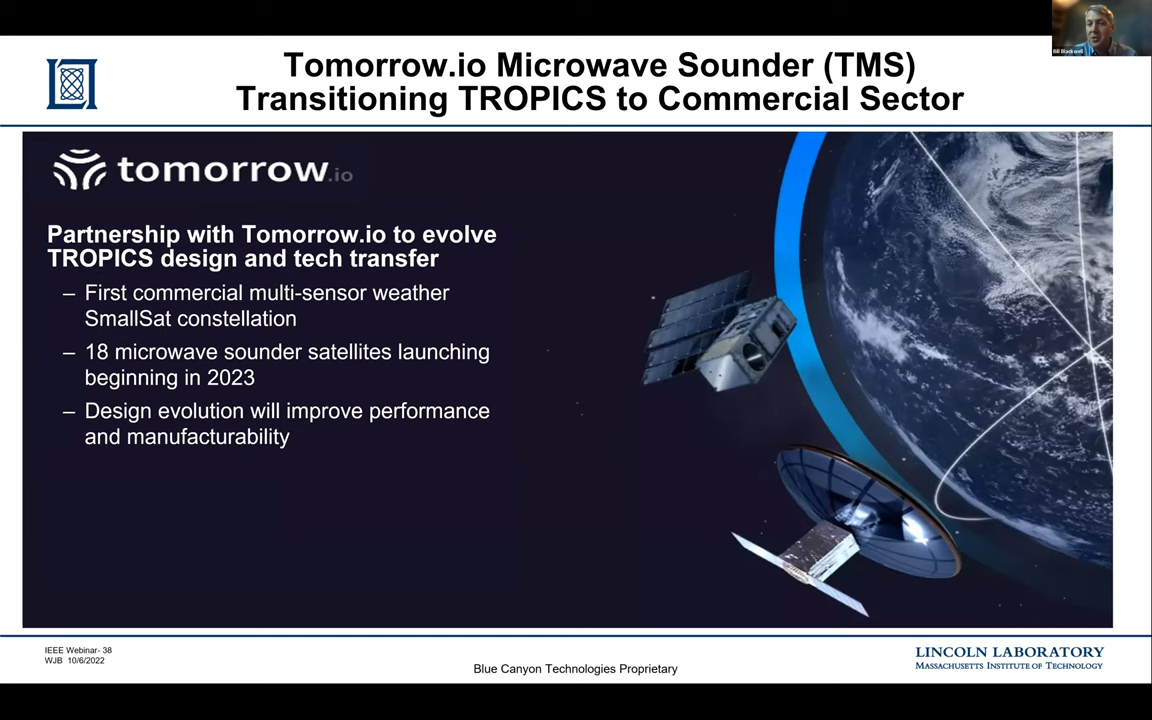 Bill Blackwell
Tomorrow.io Microwave Sounder (TMS)
Transitioning TROPICS to Commercial Sector
tomorrow.io
Partnership with Tomorrow.io to evolve
TROPICS design and tech transfer
– First commercial multi-sensor weather
SmallSat constellation
– 18 microwave sounder satellites launching
beginning in 2023
– Design evolution will improve performance
and manufacturability
IEEE Webinar- 38
WJB 10/6/2022
Blue Canyon Technologies Proprietary
LINCOLN LABORATORY
MASSACHUSETTS INSTITUTE OF TECHNOLOGY